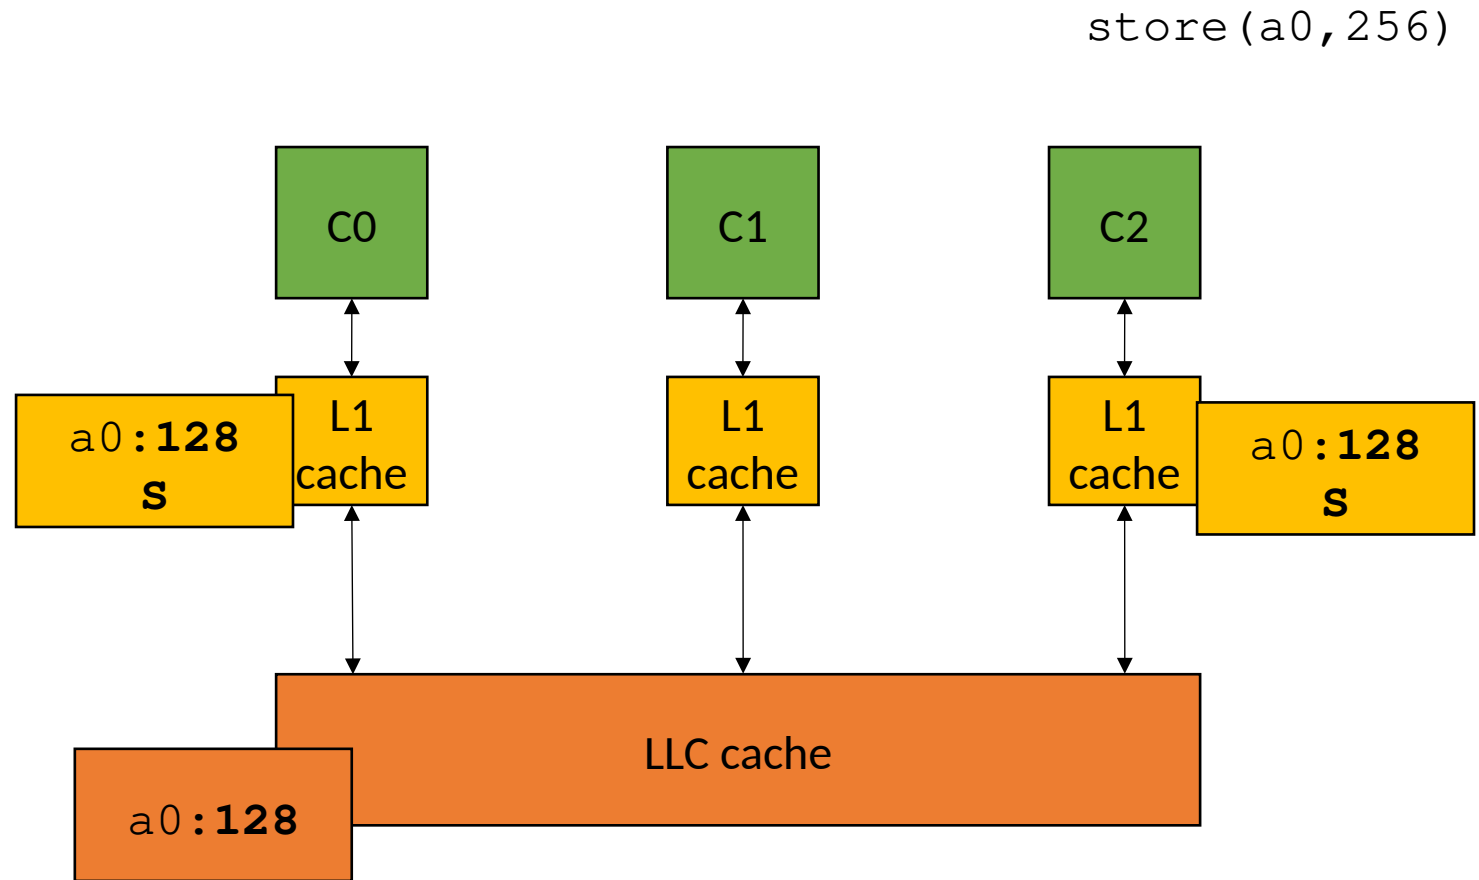 store(a0,256)
C0
C1
C2
L1
cache
L1
cache
L1
cache
a0:128
S
a0:128
S
LLC cache
a0:128